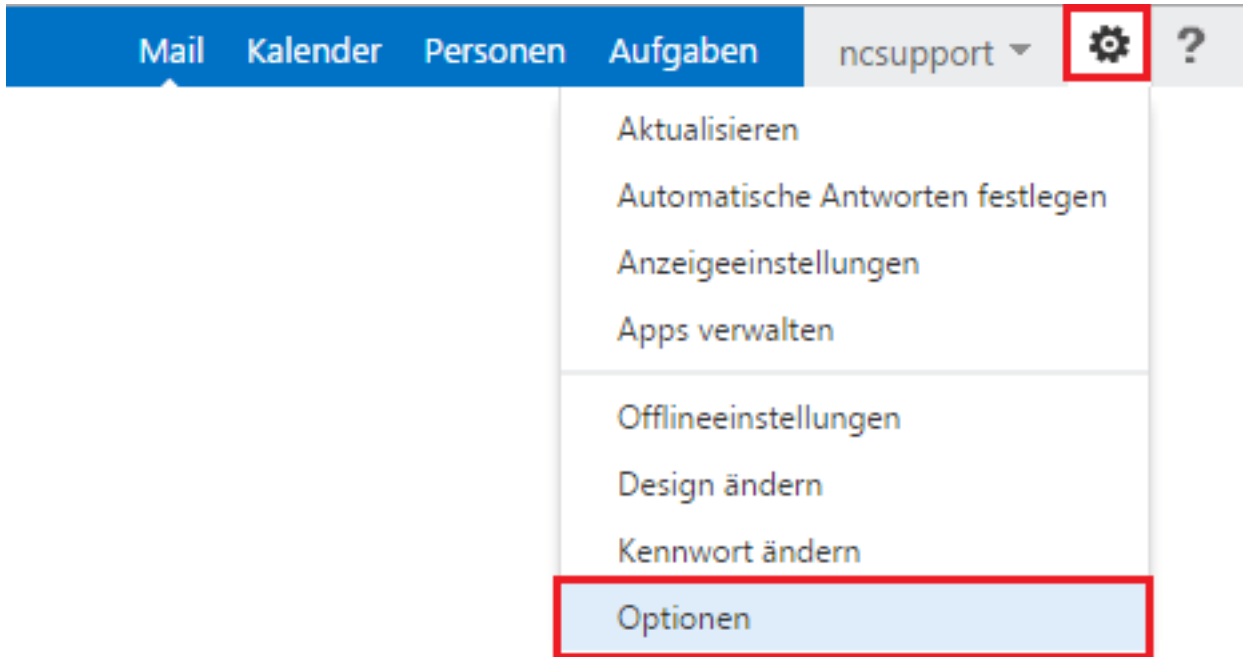 Mail Kalender Personen Aufgaben ncsupport ?
Aktualisieren
Automatische Antworten festlegen
Anzeigeeinstellungen
Apps verwalten
Offlineeinstellungen
Design ändern
Kennwort ändern
Optionen